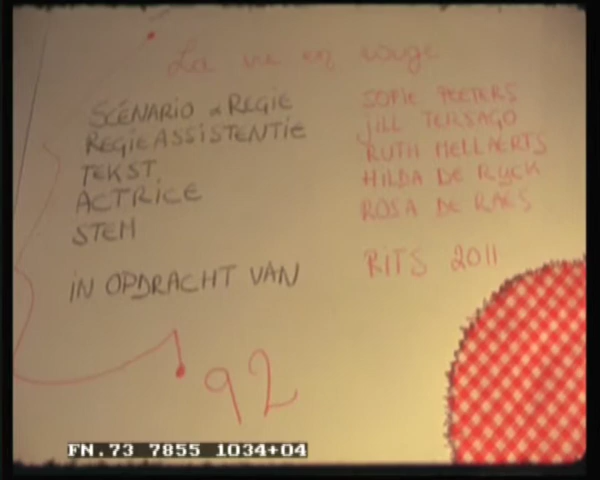 La vie en rouge
SCÉNARIO & REGIE SOFIE PEETERS
REGIEASSISTENTIE JILL TERSAGO
TEKST RUTH MELLAERTS
ACTRICE HILDA DE RYCK
STEM ROSA DE RAES
IN OPDRACHT VAN RITS 2011
92
FN.73 7855 1034+04